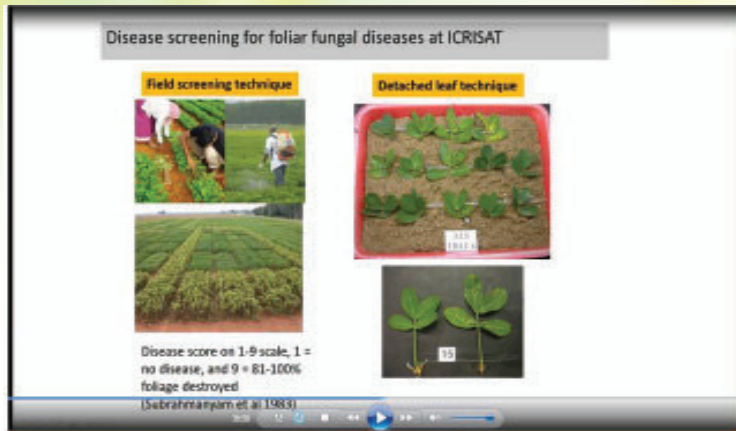 Disease screening for foliar fungal diseases at ICRISAT
Field screening technique
Detached leaf technique
15
Disease score on 1-9 scale, 1 =
no disease, and 9 = 81-100%
foliage destroyed
(Subrahmanyam et al 1983)